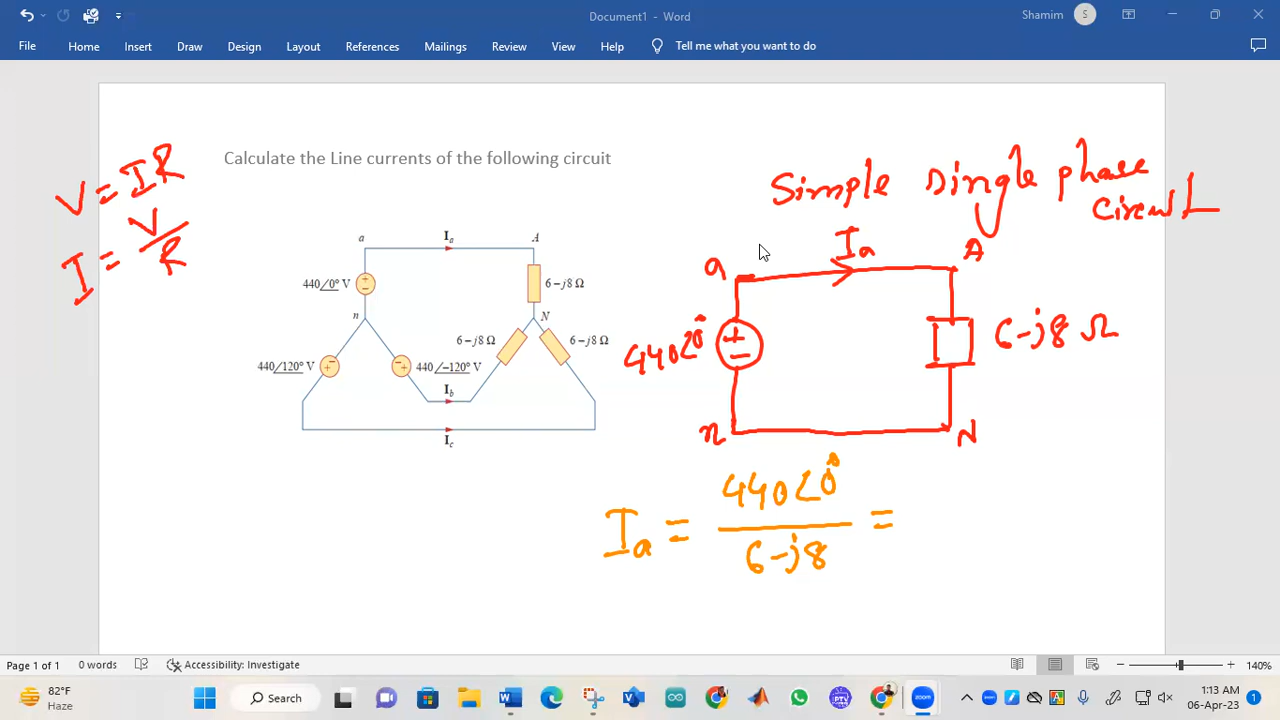 Document1 - Word
Shamim
S
File Home Insert Draw Design Layout References Mailings Review View Help Tell me what you want to do
Calculate the Line currents of the following circuit
V = IR
I = V/R
a
Iₐ
A
440/0° V
6 – j8 Ω
n
N
6 – j8 Ω
6 – j8 Ω
440/120° V
440/–120° V
I_b
I_c
Simple single phase
circuit
a
Iₐ
A
440∠0°
+
–
6-j8 Ω
n
N
Iₐ = 440∠0° / 6-j8 =
Page 1 of 1 0 words Accessibility: Investigate 140%
82°F
Haze
Search
zoom
1:13 AM
06-Apr-23